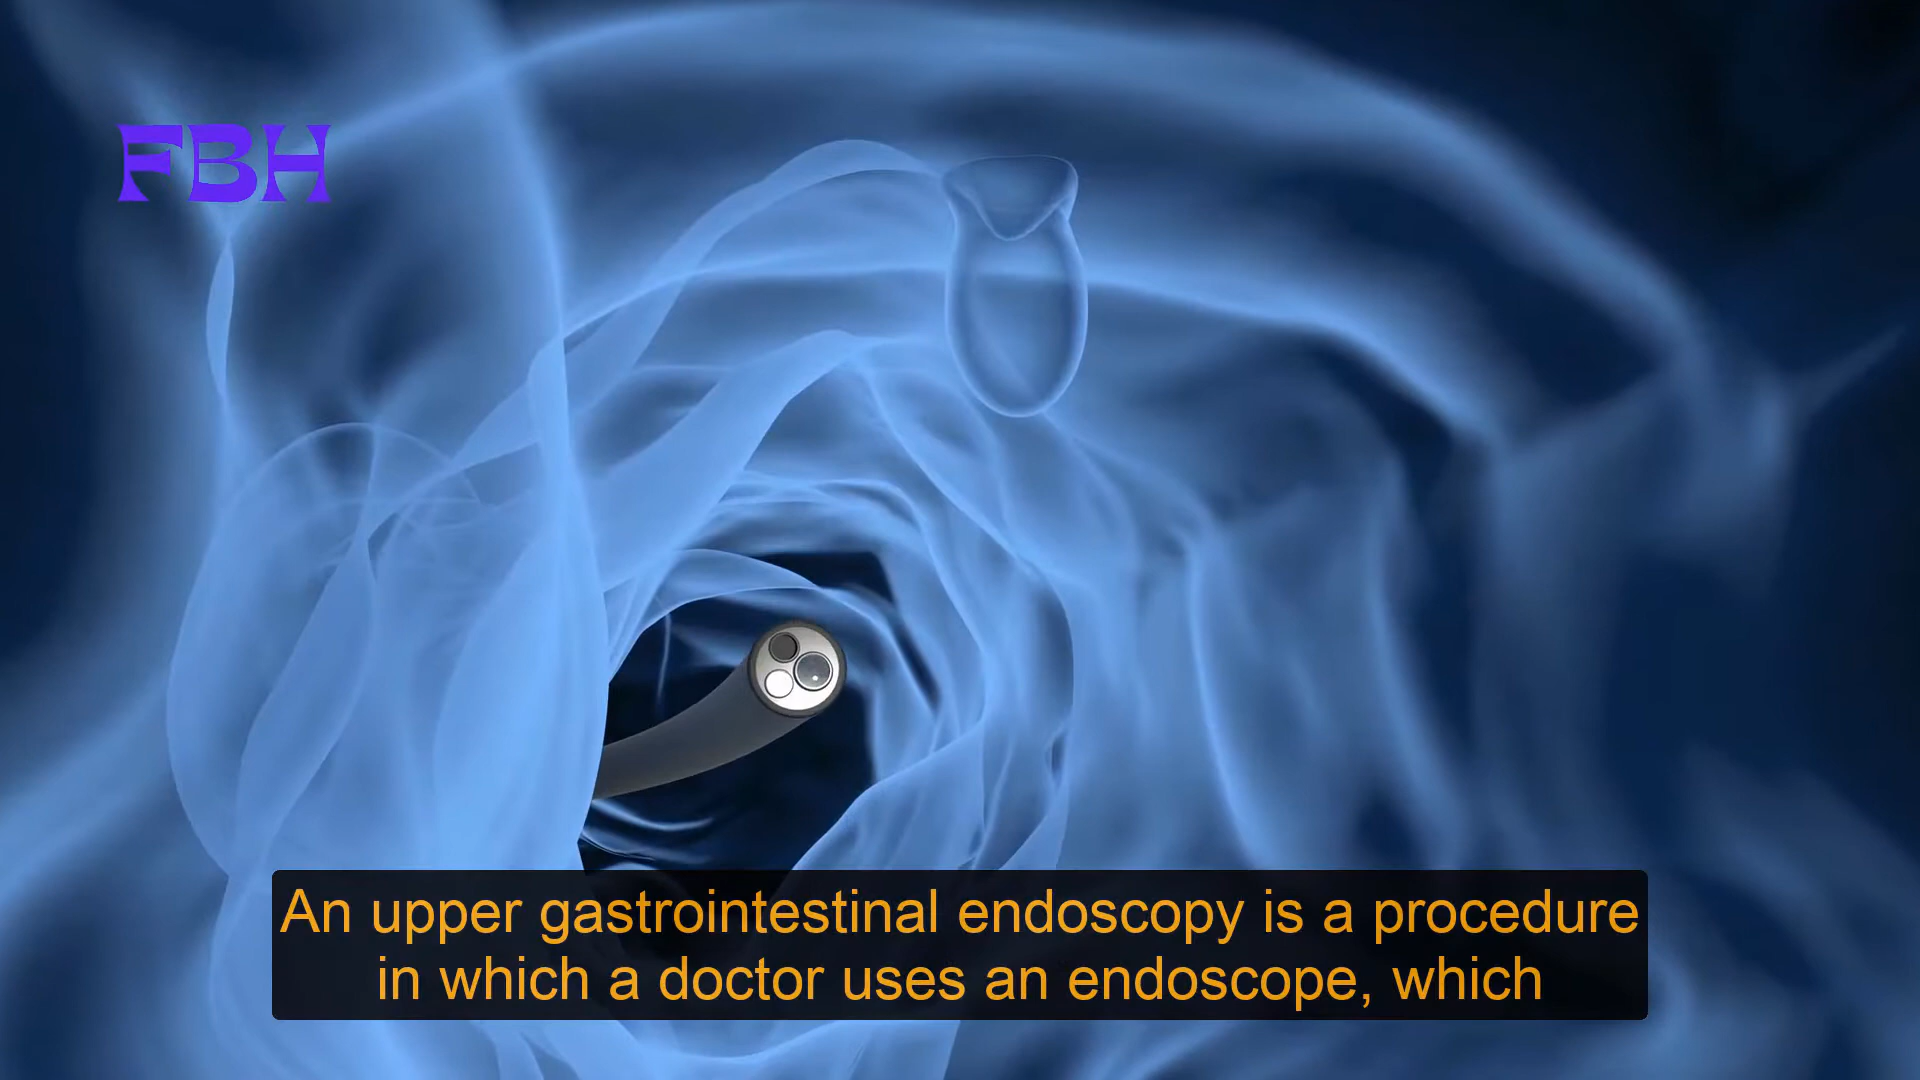 FBH
An upper gastrointestinal endoscopy is a procedure
in which a doctor uses an endoscope, which